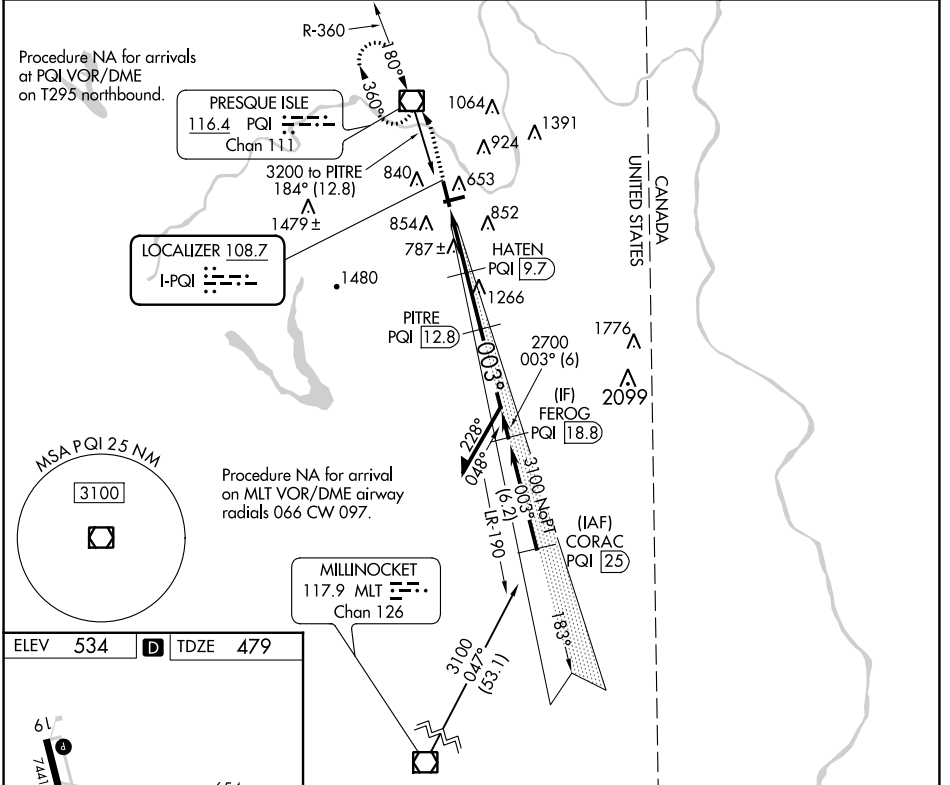 R-360
180°
360°
Procedure NA for arrivals
at PQI VOR/DME
on T295 northbound.
PRESQUE ISLE
116.4 PQI
Chan 111
1064
1391
924
3200 to PITRE
184° (12.8)
840
653
1479 ±
854
852
787 ±
LOCALIZER 108.7
I-PQI
HATEN
PQI 9.7
1480
1266
PITRE
PQI 12.8
CANADA
UNITED STATES
2700
003° (6)
1776
2099
003°
(IF)
FEROG
PQI 18.8
228°
048°
MSA PQI 25 NM
3100
Procedure NA for arrival
on MLT VOR/DME airway
radials 066 CW 097.
3100 NoPT
003°
(6.2)
LR-190
(IAF)
CORAC
PQI 25
MILLINOCKET
117.9 MLT
Chan 126
183°
3100
047°
(53.1)
ELEV 534 D TDZE 479
19
P
7441